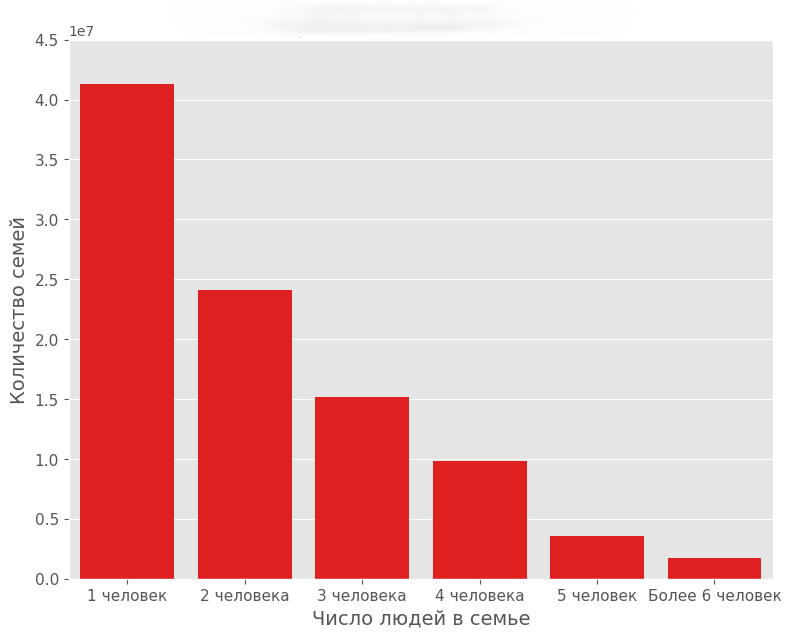 1e7
4.5
4.0
3.5
3.0
2.5
2.0
1.5
1.0
0.5
0.0
Количество семей
1 человек 2 человека 3 человека 4 человека 5 человек Более 6 человек
Число людей в семье